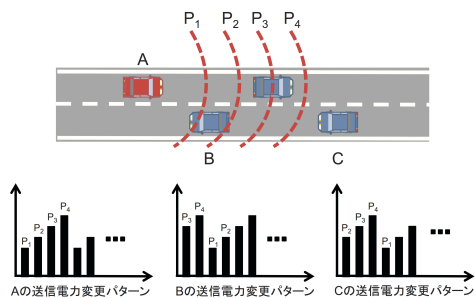 P1 P2 P3 P4
A
B
C
P1 P2 P3 P4
P3 P4 P1 P2
P2 P3 P4 P1
Aの送信電力変更パターン
Bの送信電力変更パターン
Cの送信電力変更パターン